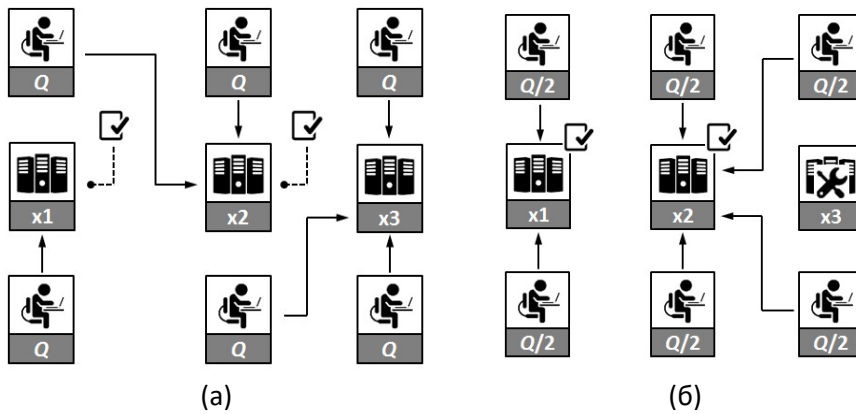 Q Q Q
x1 x2 x3
Q Q Q
(а)
Q/2 Q/2 Q/2
x1 x2 x3
Q/2 Q/2 Q/2
(б)